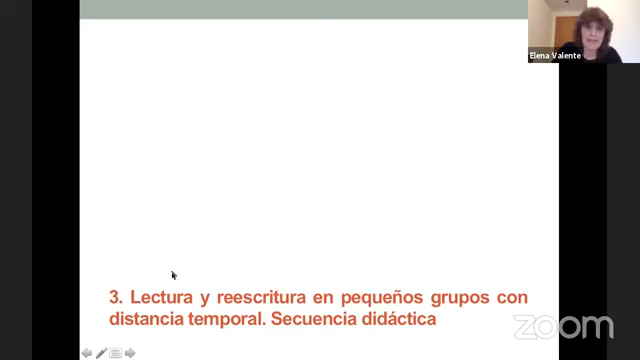 Elena Valente
3. Lectura y reescritura en pequeños grupos con
distancia temporal. Secuencia didáctica
zoom